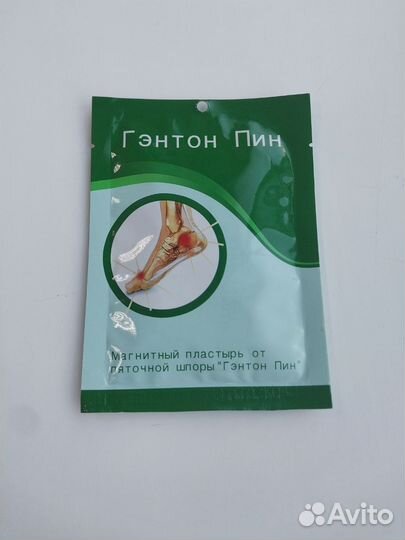 Гэнтон Пин
Магнитный пластырь от
пяточной шпоры "Гэнтон Пин"
Avito